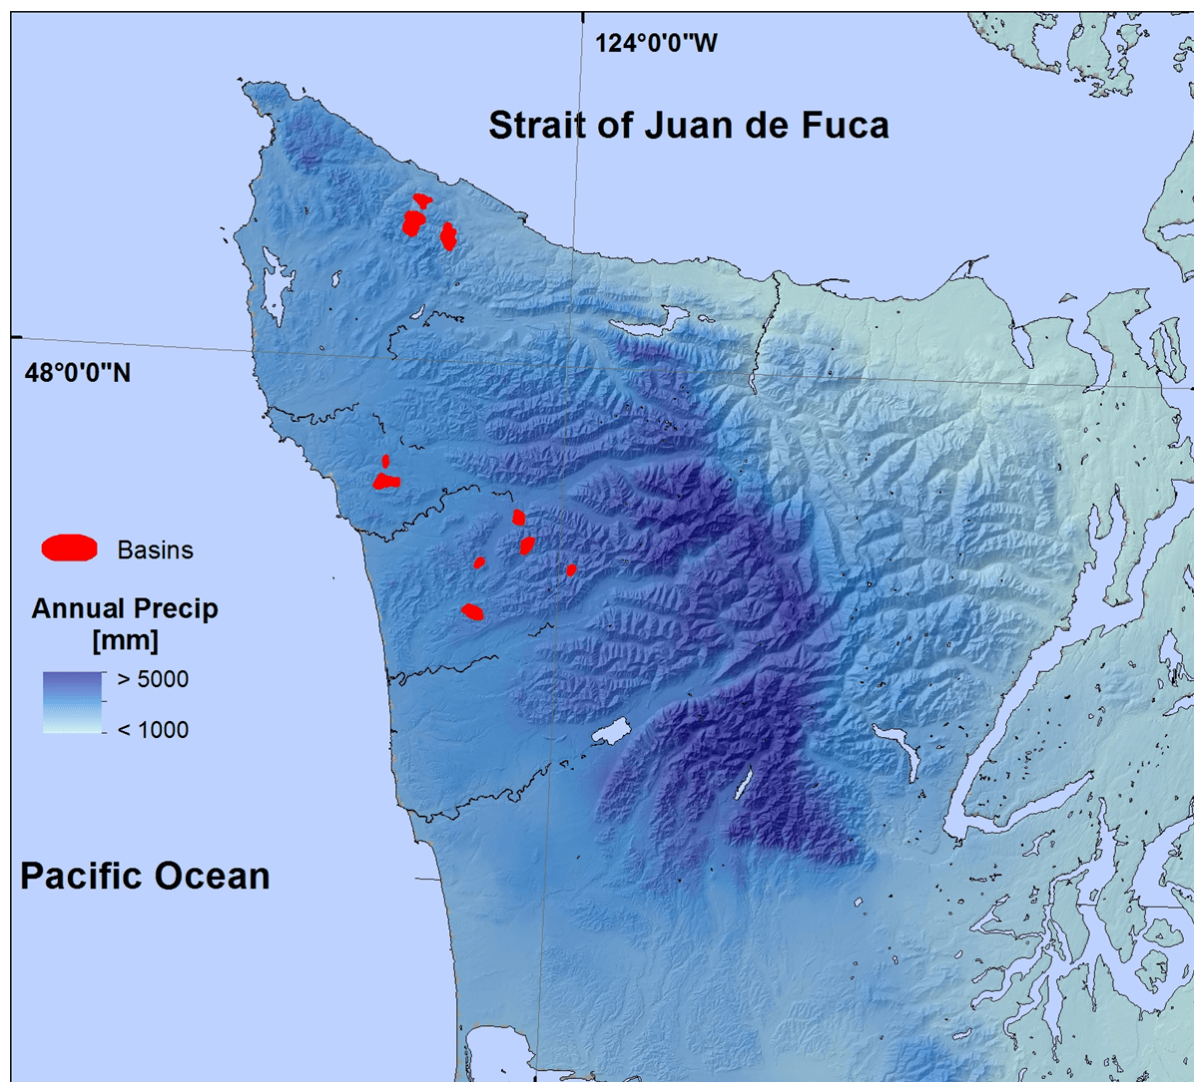 124°0'0"W
Strait of Juan de Fuca
48°0'0"N
Basins
Annual Precip
[mm]
> 5000
< 1000
Pacific Ocean